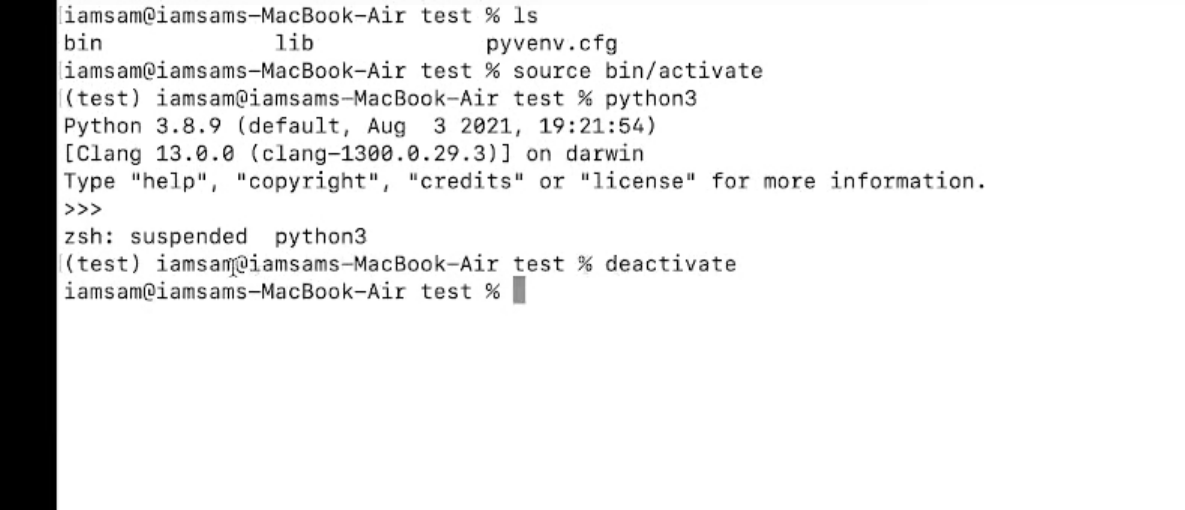 iamsam@iamsams-MacBook-Air test % ls
bin             lib             pyvenv.cfg
iamsam@iamsams-MacBook-Air test % source bin/activate
(test) iamsam@iamsams-MacBook-Air test % python3
Python 3.8.9 (default, Aug  3 2021, 19:21:54)
[Clang 13.0.0 (clang-1300.0.29.3)] on darwin
Type "help", "copyright", "credits" or "license" for more information.
>>>
zsh: suspended  python3
(test) iamsam@iamsams-MacBook-Air test % deactivate
iamsam@iamsams-MacBook-Air test %